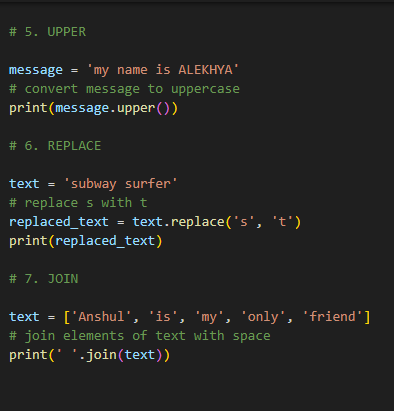 # 5. UPPER
message = 'my name is ALEKHYA'
# convert message to uppercase
print(message.upper())
# 6. REPLACE
text = 'subway surfer'
# replace s with t
replaced_text = text.replace('s', 't')
print(replaced_text)
# 7. JOIN
text = ['Anshul', 'is', 'my', 'only', 'friend']
# join elements of text with space
print(' '.join(text))